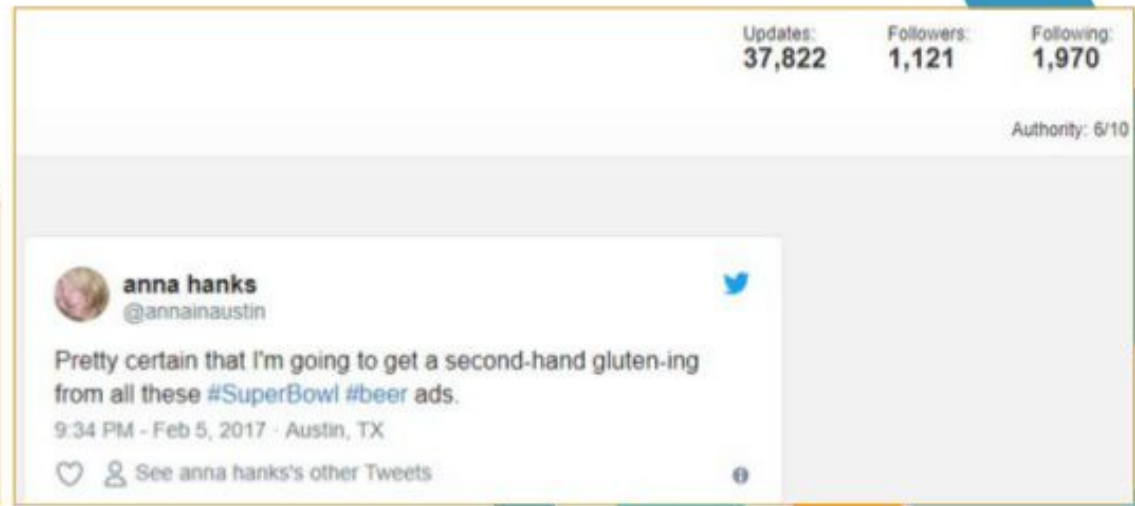 Updates: Followers: Following:
37,822 1,121 1,970
Authority: 6/10
anna hanks
@annainaustin
Pretty certain that I'm going to get a second-hand gluten-ing
from all these #SuperBowl #beer ads.
9:34 PM - Feb 5, 2017 · Austin, TX
See anna hanks's other Tweets